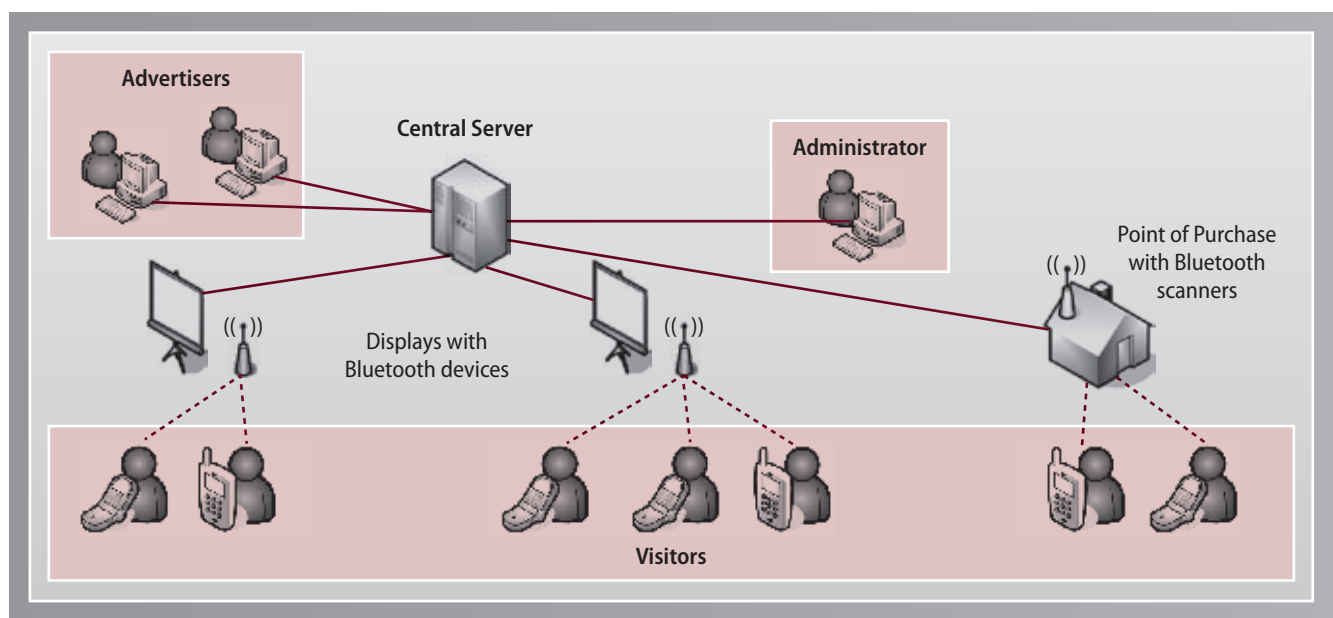 Advertisers
Central Server
Administrator
Point of Purchase
with Bluetooth
scanners
((ı))
((ı))
((ı))
Displays with
Bluetooth devices
Visitors